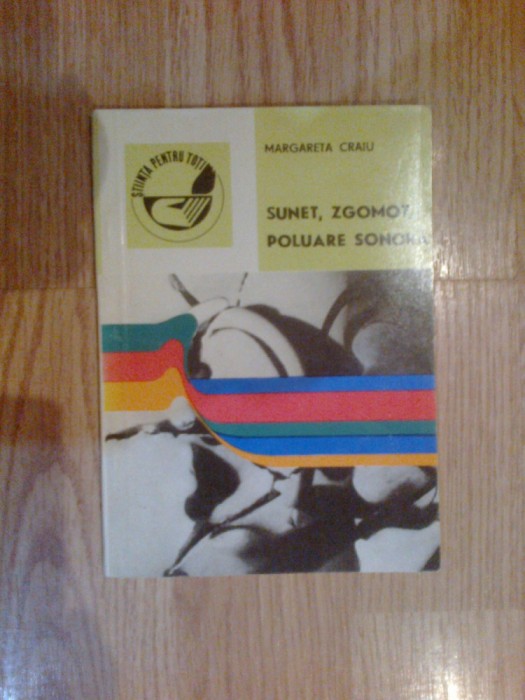 MARGARETA CRAIU
ȘTIINȚA PENTRU TOȚI
SUNET, ZGOMOT,
POLUARE SONORĂ